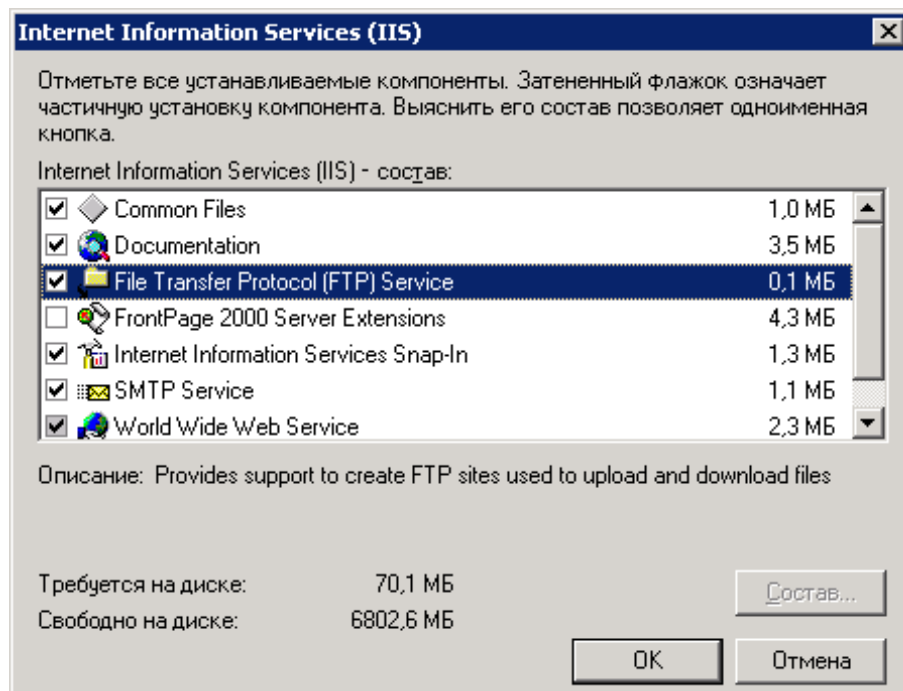 Internet Information Services (IIS)
Отметьте все устанавливаемые компоненты. Затененный флажок означает
частичную установку компонента. Выяснить его состав позволяет одноименная
кнопка.
Internet Information Services (IIS) - состав:
Common Files 1,0 МБ
Documentation 3,5 МБ
File Transfer Protocol (FTP) Service 0,1 МБ
FrontPage 2000 Server Extensions 4,3 МБ
Internet Information Services Snap-In 1,3 МБ
SMTP Service 1,1 МБ
World Wide Web Service 2,3 МБ
Описание: Provides support to create FTP sites used to upload and download files
Требуется на диске: 70,1 МБ
Состав...
Свободно на диске: 6802,6 МБ
OK Отмена